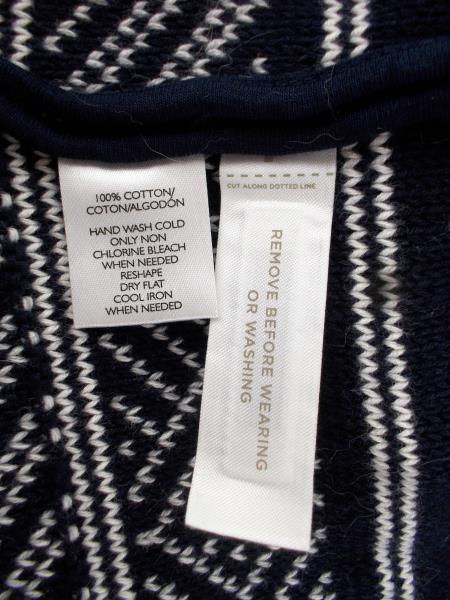 100% COTTON/
COTON/ALGODÓN
HAND WASH COLD
ONLY NON
CHLORINE BLEACH
WHEN NEEDED
RESHAPE
DRY FLAT
COOL IRON
WHEN NEEDED
CUT ALONG DOTTED LINE
REMOVE BEFORE WEARING
OR WASHING